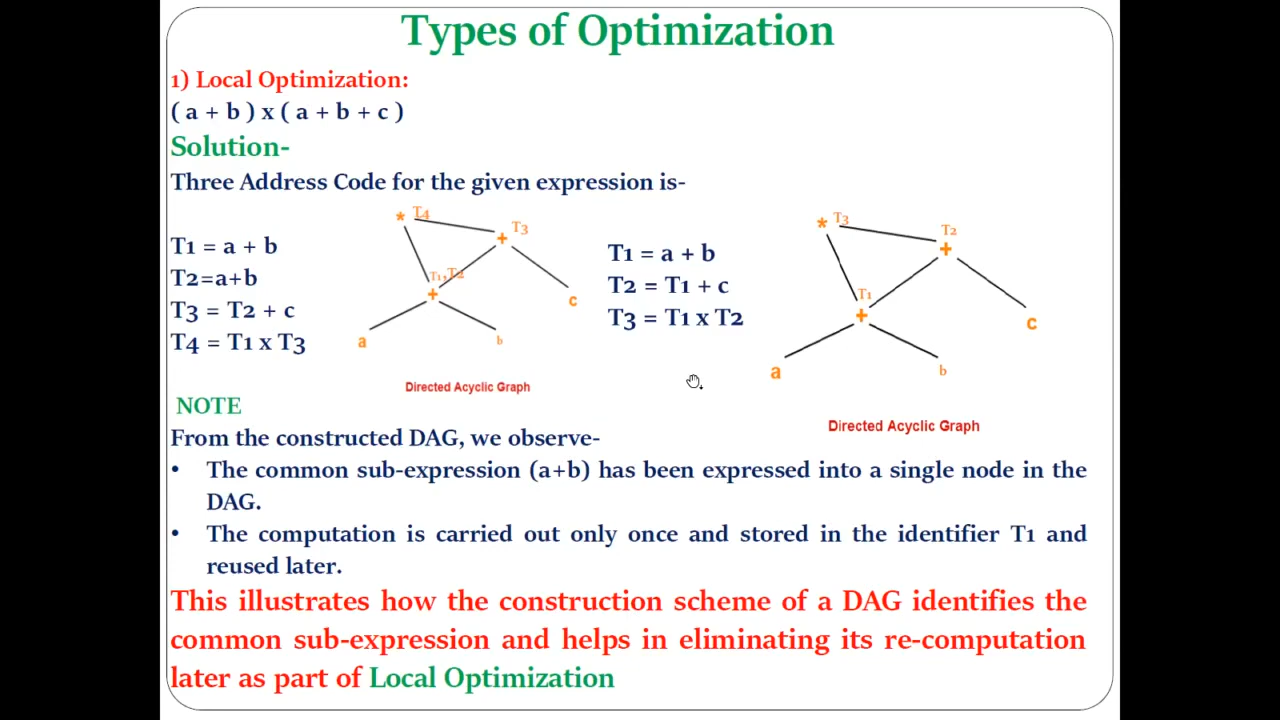 Types of Optimization
1) Local Optimization:
( a + b ) x ( a + b + c )
Solution-
Three Address Code for the given expression is-
T1 = a + b
T2=a+b
T3 = T2 + c
T4 = T1 x T3
* T4
+ T3
T1,T2
+
c
a
b
Directed Acyclic Graph
T1 = a + b
T2 = T1 + c
T3 = T1 x T2
* T3
T2
+
T1
+
c
a
b
Directed Acyclic Graph
NOTE
From the constructed DAG, we observe-
• The common sub-expression (a+b) has been expressed into a single node in the
DAG.
• The computation is carried out only once and stored in the identifier T1 and
reused later.
This illustrates how the construction scheme of a DAG identifies the
common sub-expression and helps in eliminating its re-computation
later as part of Local Optimization